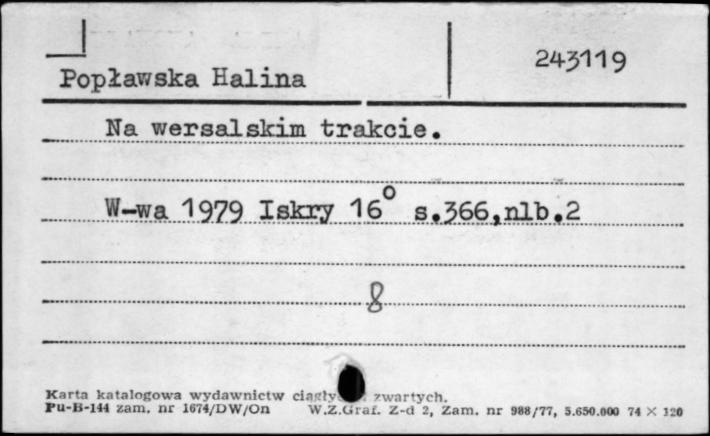 243119
Popławska Halina
Na wersalskim trakcie.
W-wa 1979 Iskry 16° s.366,nlb.2
8
Karta katalogowa wydawnictw zwartych.
Pu-B-144 zam. nr 1674/DW/On W.Z.Graf. Z-d 2, Zam. nr 988/77, 5.650.000 74 × 120